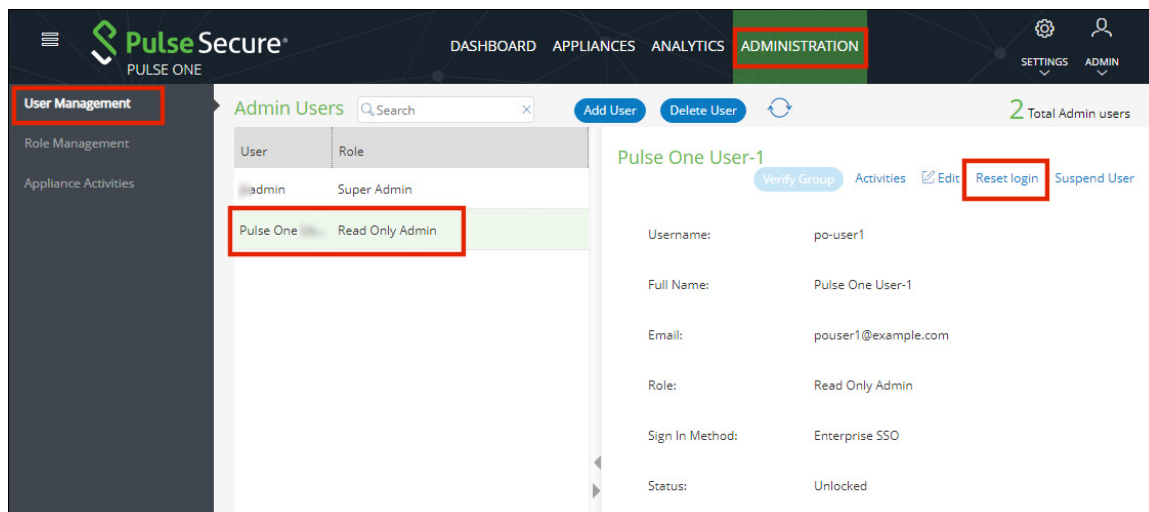 Pulse Secure®
PULSE ONE
DASHBOARD APPLIANCES ANALYTICS ADMINISTRATION
SETTINGS ADMIN
User Management
Role Management
Appliance Activities
Admin Users Search × Add User Delete User 2 Total Admin users
User Role
admin Super Admin
Pulse One Read Only Admin
Pulse One User-1
Verify Group Activities Edit Reset login Suspend User
Username: po-user1
Full Name: Pulse One User-1
Email: pouser1@example.com
Role: Read Only Admin
Sign In Method: Enterprise SSO
Status: Unlocked